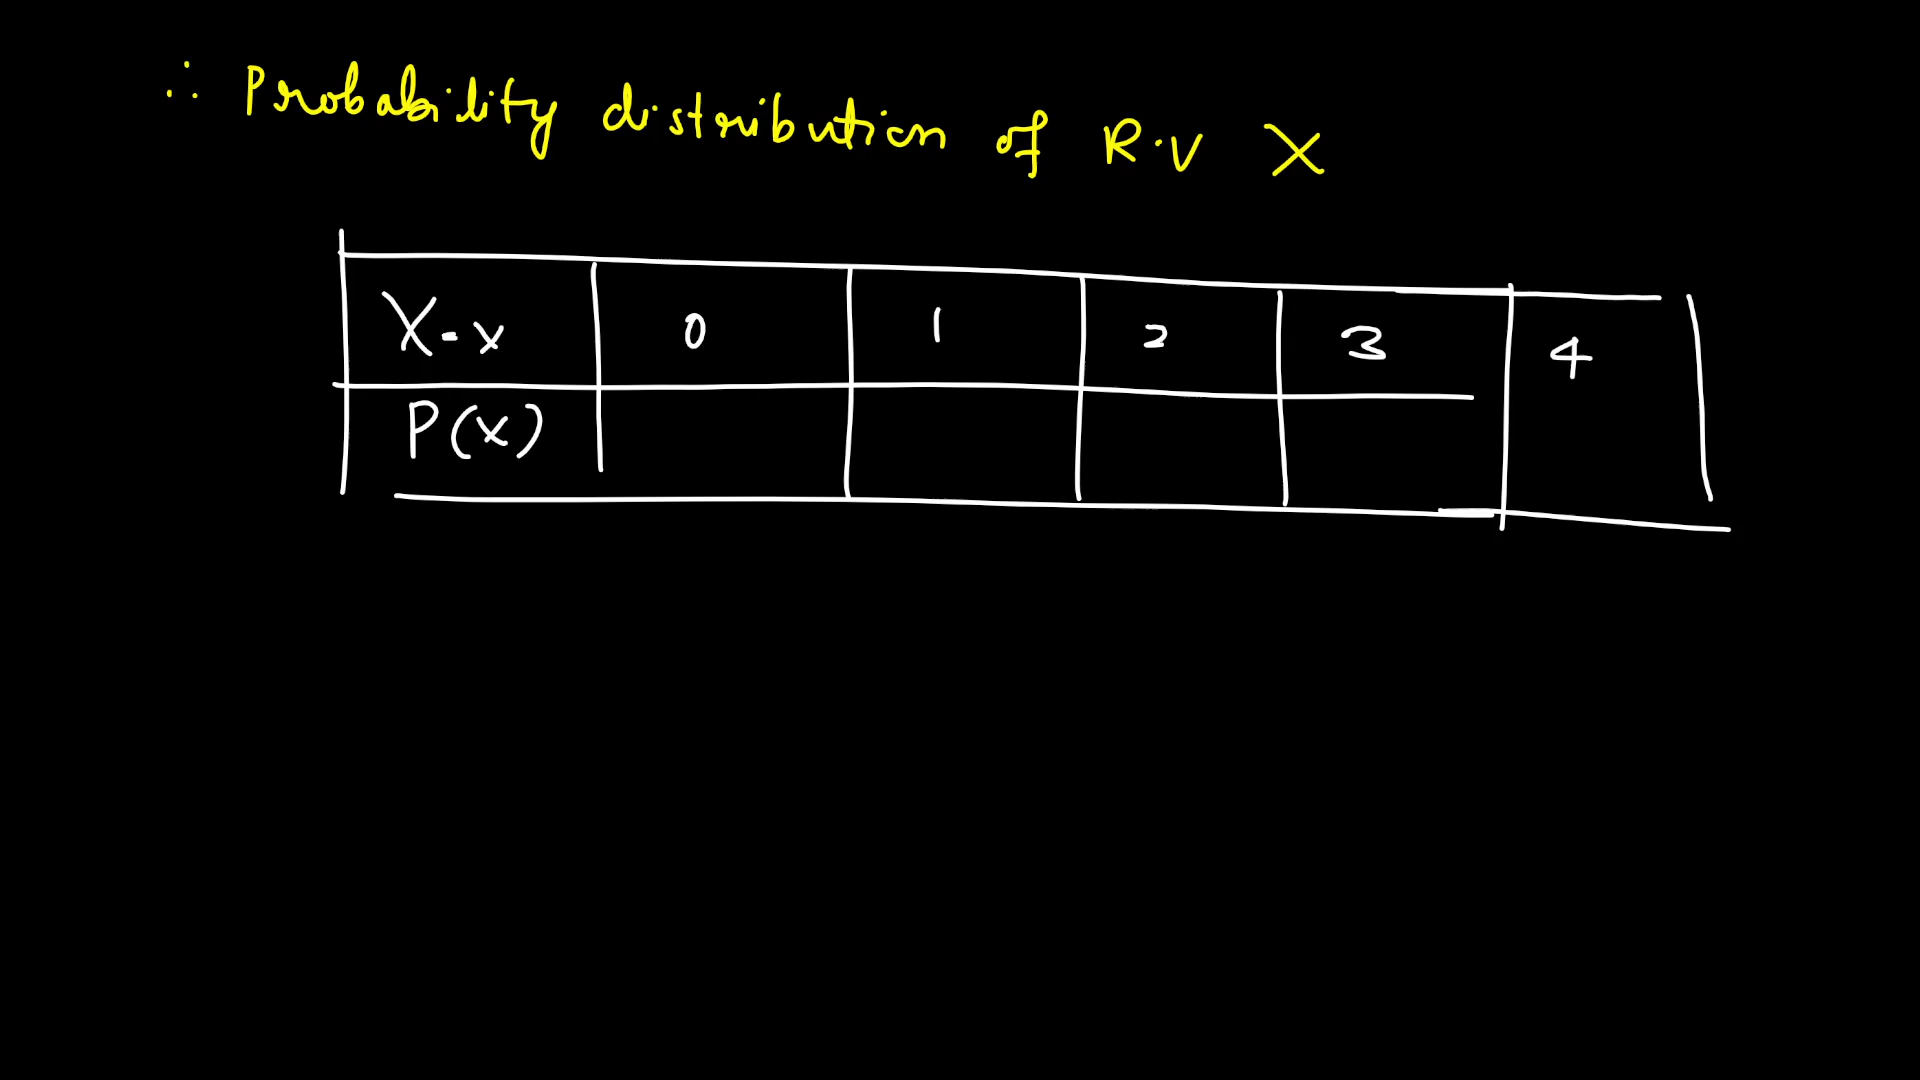 ∴ Probability distribution of R.V X
X=x 0 1 2 3 4
P(x)